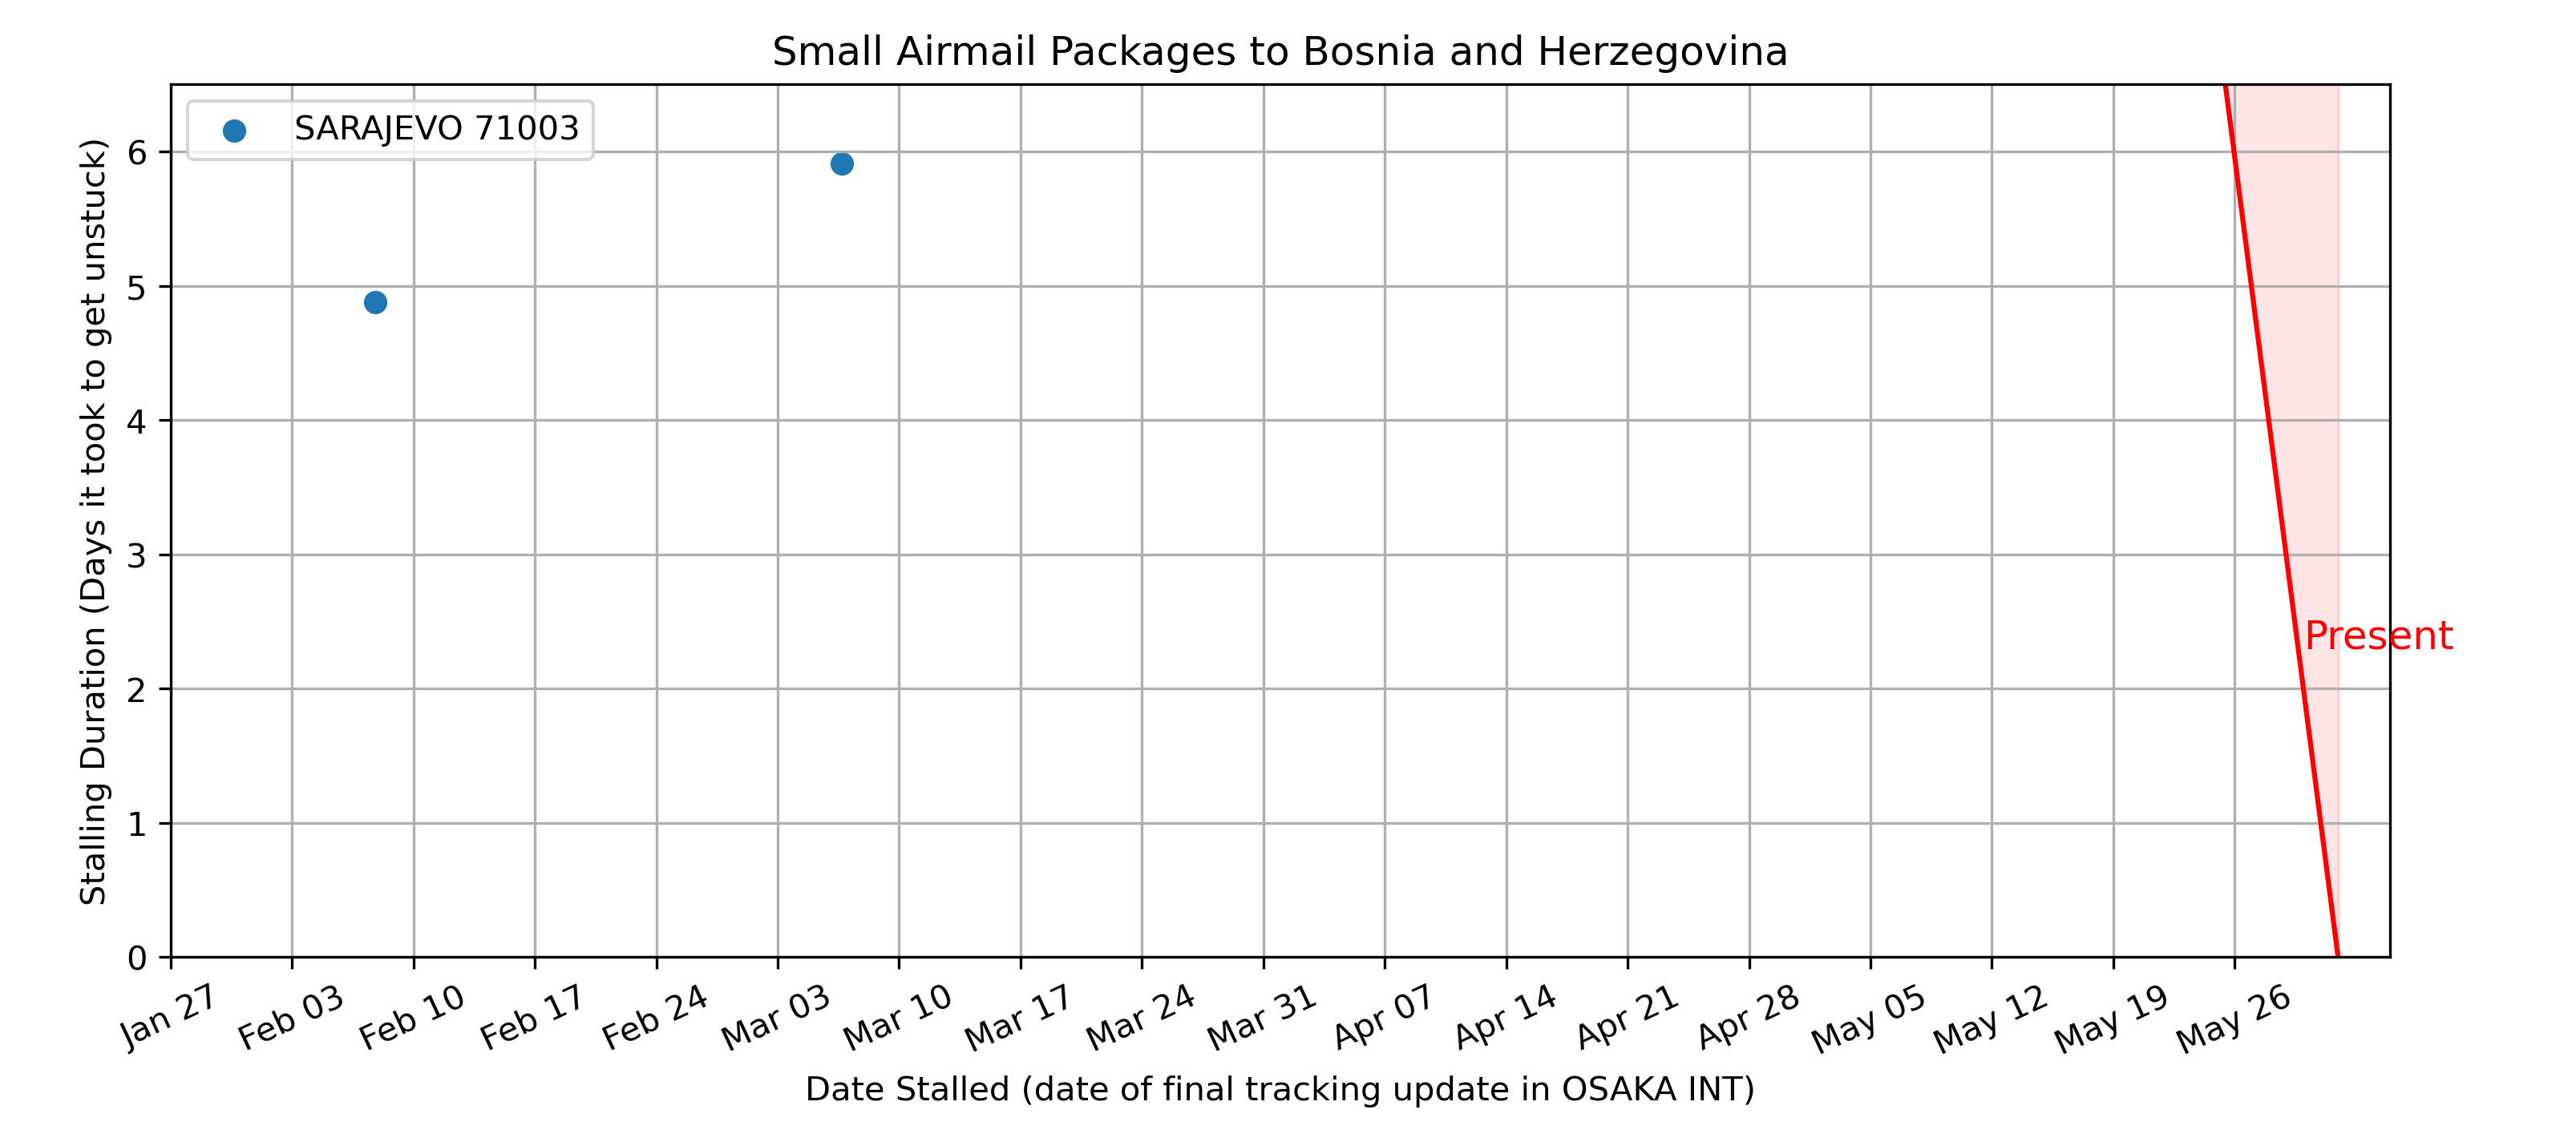 Small Airmail Packages to Bosnia and Herzegovina
SARAJEVO 71003
Stalling Duration (Days it took to get unstuck)
6
5
4
3
2
1
0
Present
Jan 27
Feb 03
Feb 10
Feb 17
Feb 24
Mar 03
Mar 10
Mar 17
Mar 24
Mar 31
Apr 07
Apr 14
Apr 21
Apr 28
May 05
May 12
May 19
May 26
Date Stalled (date of final tracking update in OSAKA INT)